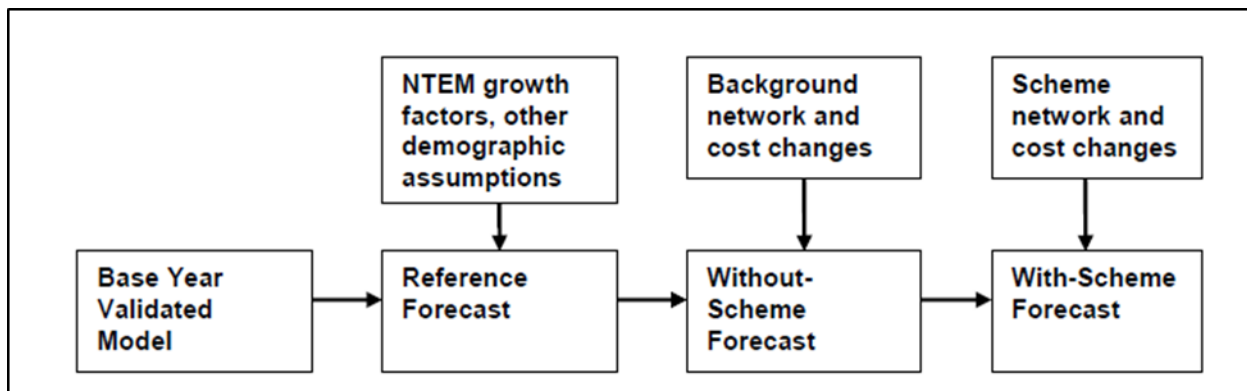 NTEM growth
factors, other
demographic
assumptions
Background
network and
cost changes
Scheme
network and
cost changes
Base Year
Validated
Model
Reference
Forecast
Without-
Scheme
Forecast
With-Scheme
Forecast